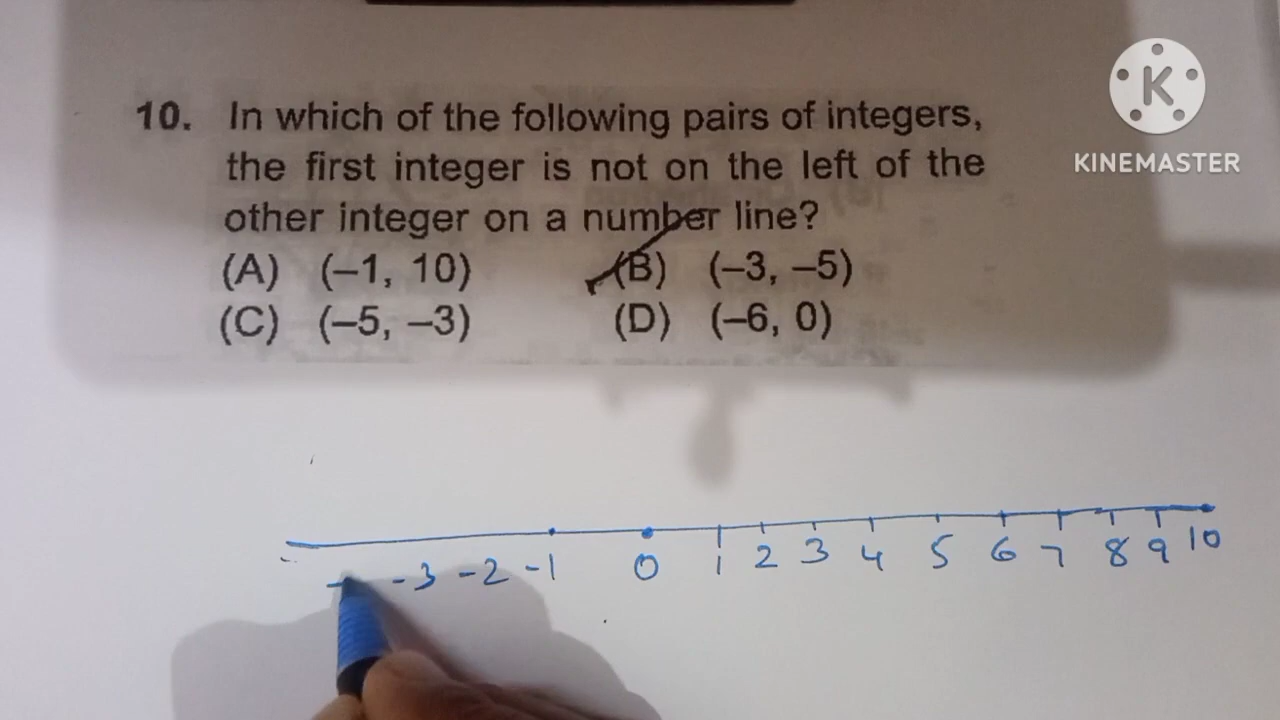 K
KINEMASTER
10. In which of the following pairs of integers,
the first integer is not on the left of the
other integer on a number line?
(A) (–1, 10) (B) (–3, –5)
(C) (–5, –3) (D) (–6, 0)
-3 -2 -1 0 1 2 3 4 5 6 7 8 9 10